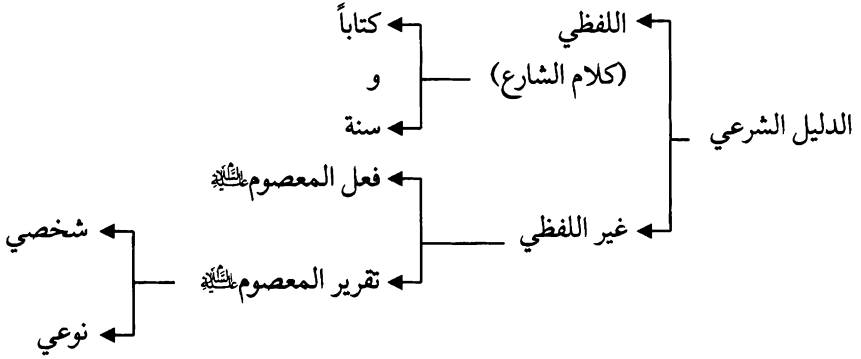 الدليل الشرعي
اللفظي
(كلام الشارع)
كتاباً
و
سنة
غير اللفظي
فعل المعصوم عليه السلام
تقرير المعصوم عليه السلام
شخصي
نوعي